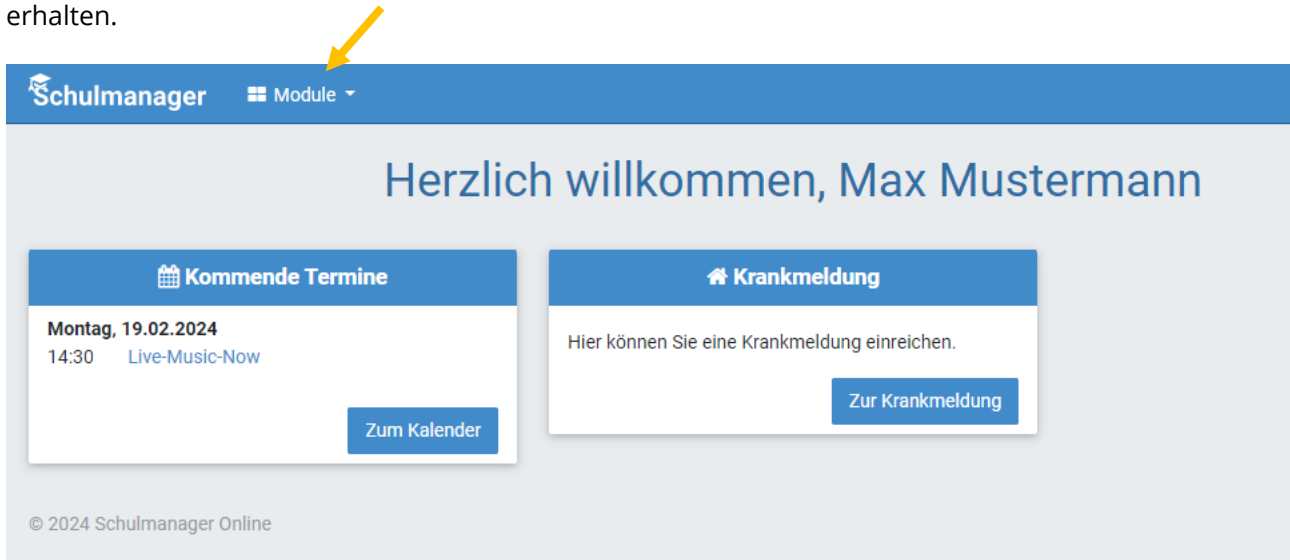 erhalten.
Schulmanager Module
Herzlich willkommen, Max Mustermann
Kommende Termine
Montag, 19.02.2024
14:30 Live-Music-Now
Zum Kalender
Krankmeldung
Hier können Sie eine Krankmeldung einreichen.
Zur Krankmeldung
© 2024 Schulmanager Online